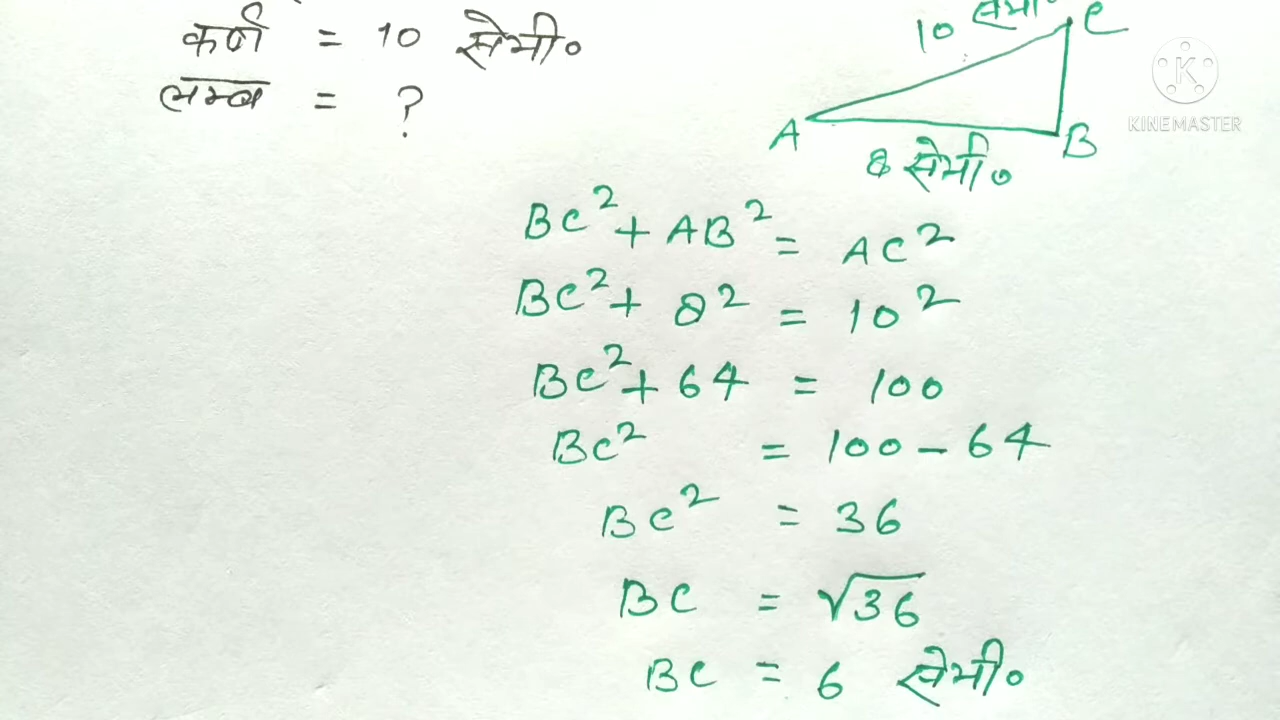 कर्ण = 10 सेमी०
लम्ब = ?
10 सेमी०
C
A
B
8 सेमी०
KINEMASTER
BC² + AB² = AC²
BC² + 8² = 10²
BC² + 64 = 100
BC² = 100 - 64
BC² = 36
BC = √36
BC = 6 सेमी०